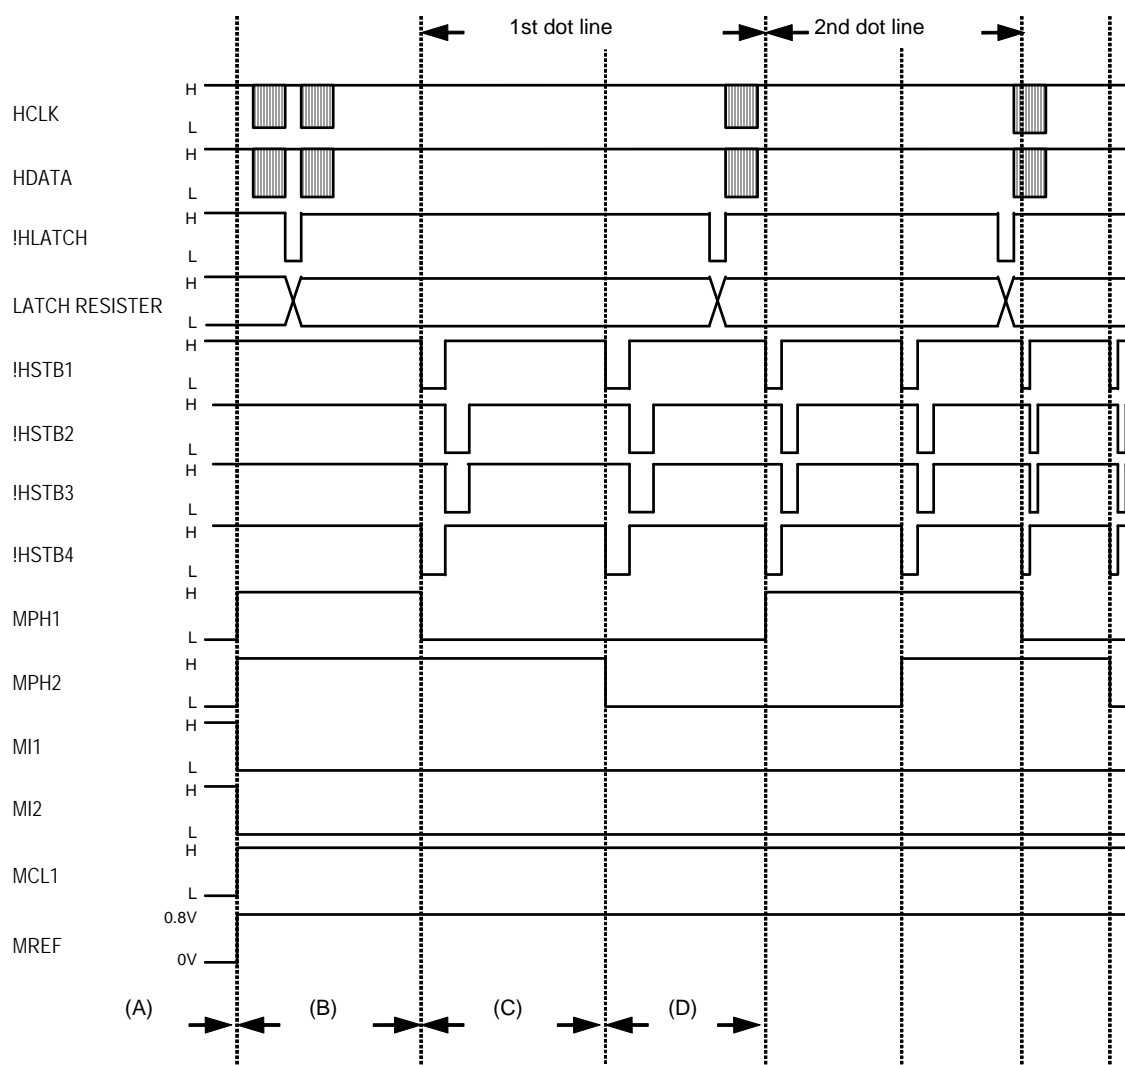 1st dot line 2nd dot line
HCLK H L
HDATA H L
!HLATCH H L
LATCH RESISTER H L
!HSTB1 H L
!HSTB2 H L
!HSTB3 H L
!HSTB4 H L
MPH1 H L
MPH2 H L
MI1 H L
MI2 H L
MCL1 H L
MREF 0.8V 0V
(A) (B) (C) (D)